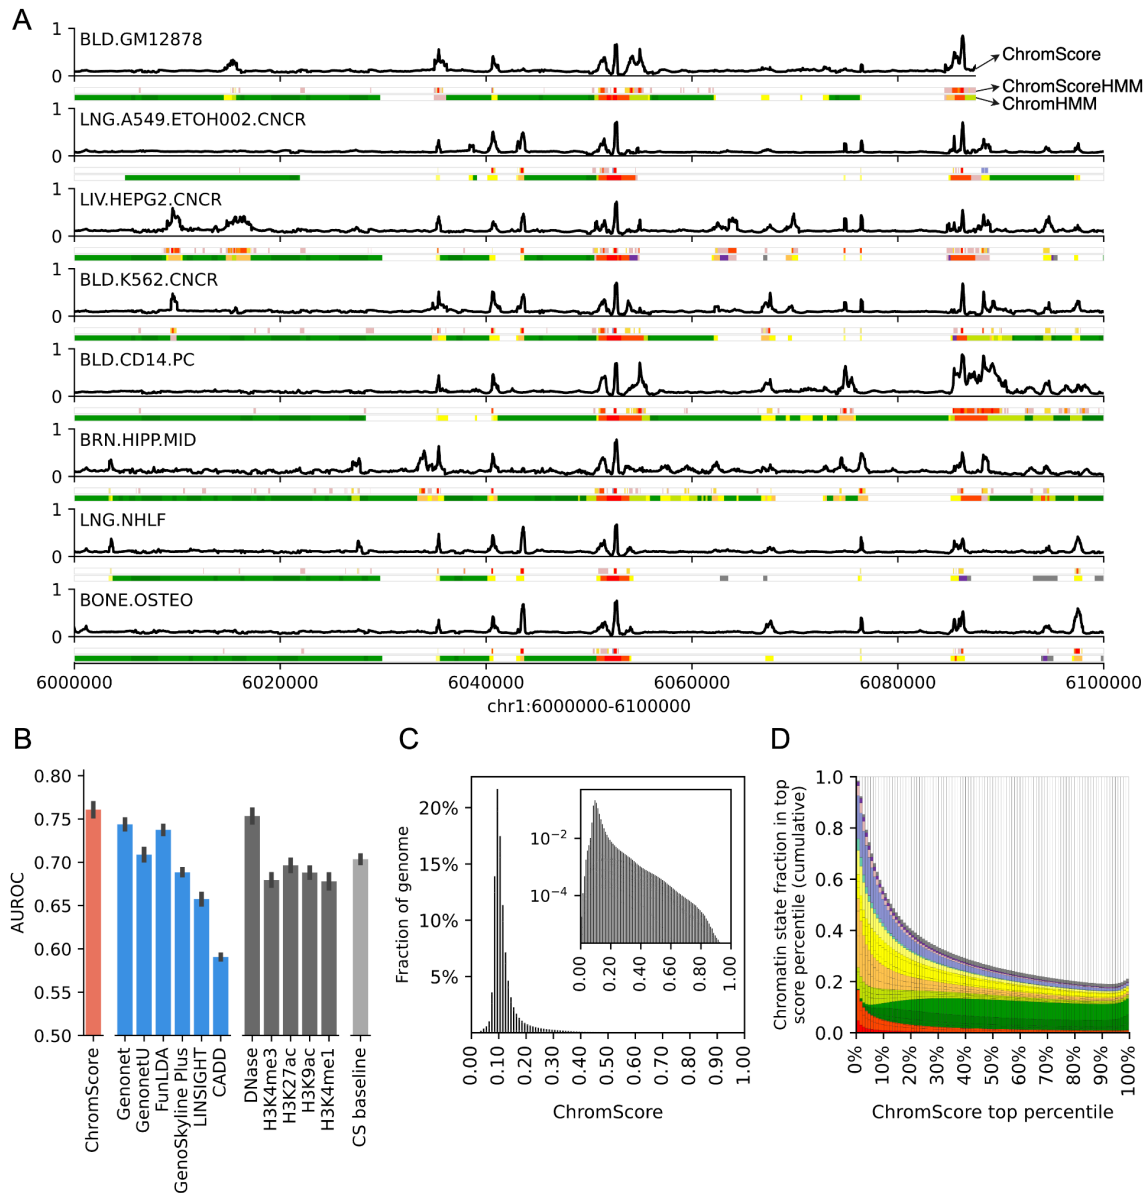 A
1
BLD.GM12878
ChromScore
0
ChromScoreHMM
ChromHMM
1
LNG.A549.ETOH002.CNCR
0
1
LIV.HEPG2.CNCR
0
1
BLD.K562.CNCR
0
1
BLD.CD14.PC
0
1
BRN.HIPP.MID
0
1
LNG.NHLF
0
1
BONE.OSTEO
0
6000000 6020000 6040000 6060000 6080000 6100000
chr1:6000000-6100000
B
AUROC
0.80
0.75
0.70
0.65
0.60
0.55
0.50
ChromScore
Genonet
GenonetU
FunLDA
GenoSkyline Plus
LINSIGHT
CADD
DNase
H3K4me3
H3K27ac
H3K9ac
H3K4me1
CS baseline
C
Fraction of genome
20%
15%
10%
5%
10⁻²
10⁻⁴
0.00 0.20 0.40 0.60 0.80 1.00
0.00 0.10 0.20 0.30 0.40 0.50 0.60 0.70 0.80 0.90 1.00
ChromScore
D
Chromatin state fraction in top
score percentile (cumulative)
1.0
0.8
0.6
0.4
0.2
0.0
0% 10% 20% 30% 40% 50% 60% 70% 80% 90% 100%
ChromScore top percentile